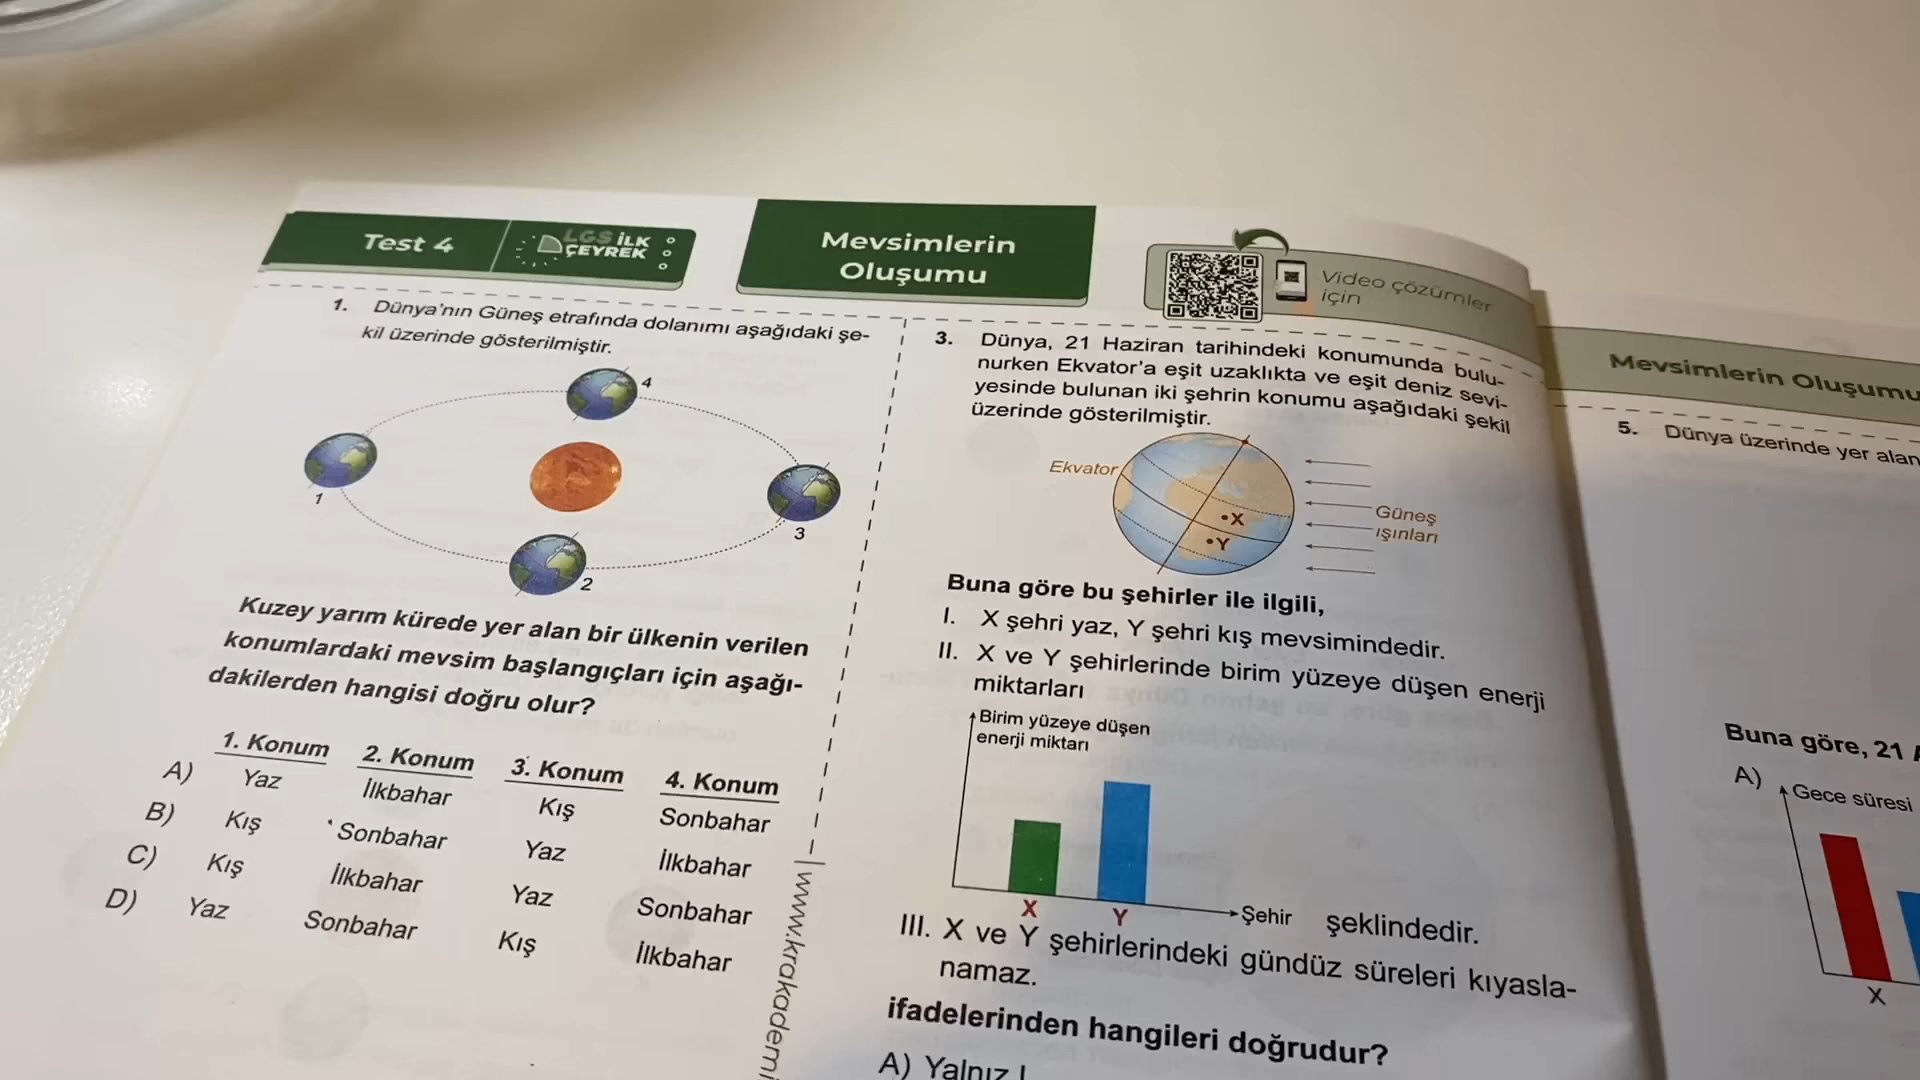 Test 4
LGS İLK
ÇEYREK
Mevsimlerin
Oluşumu
Video çözümler
için
1. Dünya'nın Güneş etrafında dolanımı aşağıdaki şe-
kil üzerinde gösterilmiştir.
4
1
3
2
Kuzey yarım kürede yer alan bir ülkenin verilen
konumlardaki mevsim başlangıçları için aşağı-
dakilerden hangisi doğru olur?
1. Konum 2. Konum 3. Konum 4. Konum
A) Yaz İlkbahar Kış Sonbahar
B) Kış Sonbahar Yaz İlkbahar
C) Kış İlkbahar Yaz Sonbahar
D) Yaz Sonbahar Kış İlkbahar
www.krakademi
3. Dünya, 21 Haziran tarihindeki konumunda bulu-
nurken Ekvator'a eşit uzaklıkta ve eşit deniz sevi-
yesinde bulunan iki şehrin konumu aşağıdaki şekil
üzerinde gösterilmiştir.
Ekvator
X
Y
Güneş
ışınları
Buna göre bu şehirler ile ilgili,
I. X şehri yaz, Y şehri kış mevsimindedir.
II. X ve Y şehirlerinde birim yüzeye düşen enerji
miktarları
Birim yüzeye düşen
enerji miktarı
X Y Şehir şeklindedir.
III. X ve Y şehirlerindeki gündüz süreleri kıyasla-
namaz.
ifadelerinden hangileri doğrudur?
A) Yalnız I
Mevsimlerin Oluşumu
5. Dünya üzerinde yer alan
Buna göre, 21
A) Gece süresi
X